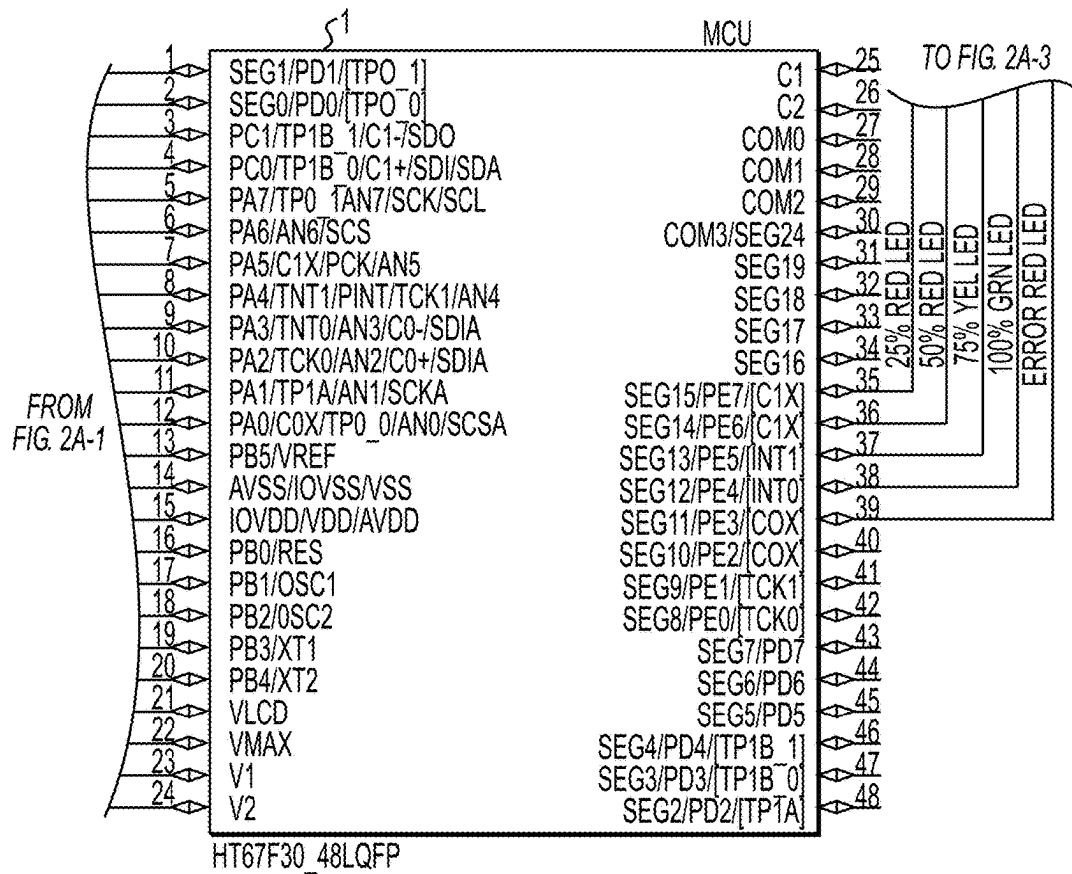 1
MCU
TO FIG. 2A-3
FROM
FIG. 2A-1
1 SEG1/PD1/[TPO_1]
2 SEG0/PD0/[TPO_0]
3 PC1/TP1B_1/C1-/SDO
4 PC0/TP1B_0/C1+/SDI/SDA
5 PA7/TP0_1AN7/SCK/SCL
6 PA6/AN6/SCS
7 PA5/C1X/PCK/AN5
8 PA4/TNT1/PINT/TCK1/AN4
9 PA3/TNT0/AN3/C0-/SDIA
10 PA2/TCK0/AN2/C0+/SDIA
11 PA1/TP1A/AN1/SCKA
12 PA0/C0X/TP0_0/AN0/SCSA
13 PB5/VREF
14 AVSS/IOVSS/VSS
15 IOVDD/VDD/AVDD
16 PB0/RES
17 PB1/OSC1
18 PB2/0SC2
19 PB3/XT1
20 PB4/XT2
21 VLCD
22 VMAX
23 V1
24 V2
C1 25
C2 26
COM0 27
COM1 28
COM2 29
COM3/SEG24 30
SEG19 31
SEG18 32
SEG17 33
SEG16 34
SEG15/PE7/[C1X] 35
SEG14/PE6/[C1X] 36
SEG13/PE5/[INT1] 37
SEG12/PE4/[INT0] 38
SEG11/PE3/[COX] 39
SEG10/PE2/[COX] 40
SEG9/PE1/[TCK1] 41
SEG8/PE0/[TCK0] 42
SEG7/PD7 43
SEG6/PD6 44
SEG5/PD5 45
SEG4/PD4/[TP1B_1] 46
SEG3/PD3/[TP1B_0] 47
SEG2/PD2/[TP1A] 48
25% RED LED
50% RED LED
75% YEL LED
100% GRN LED
ERROR RED LED
HT67F30_48LQFP